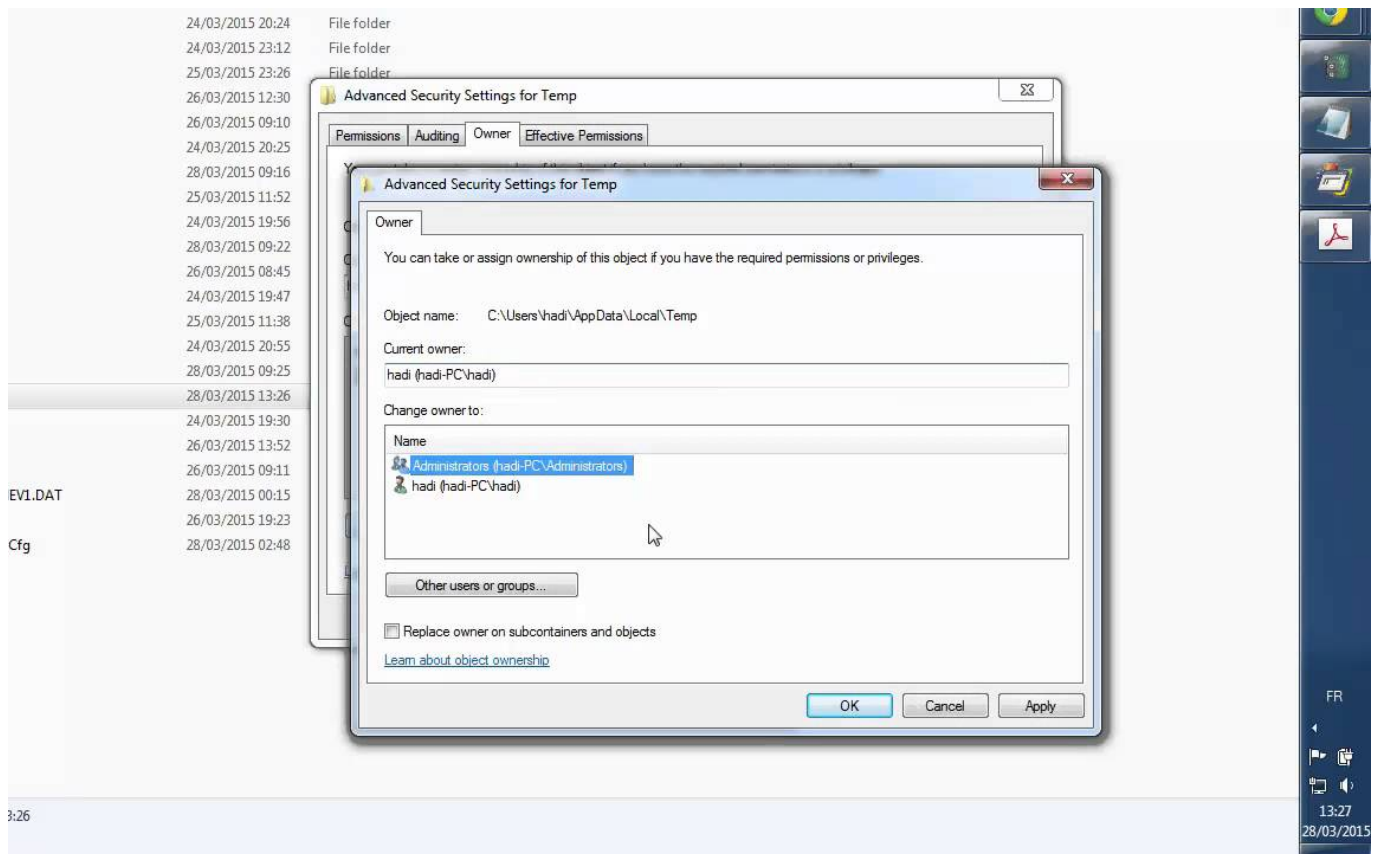 24/03/2015 20:24 File folder
24/03/2015 23:12 File folder
25/03/2015 23:26 File folder
26/03/2015 12:30
26/03/2015 09:10
24/03/2015 20:25
28/03/2015 09:16
25/03/2015 11:52
24/03/2015 19:56
28/03/2015 09:22
26/03/2015 08:45
24/03/2015 19:47
25/03/2015 11:38
24/03/2015 20:55
28/03/2015 09:25
28/03/2015 13:26
24/03/2015 19:30
26/03/2015 13:52
26/03/2015 09:11
EV1.DAT 28/03/2015 00:15
26/03/2015 19:23
Cfg 28/03/2015 02:48
3:26
Advanced Security Settings for Temp
Permissions Auditing Owner Effective Permissions
Advanced Security Settings for Temp
Owner
You can take or assign ownership of this object if you have the required permissions or privileges.
Object name: C:\Users\hadi\AppData\Local\Temp
Current owner:
hadi (hadi-PC\hadi)
Change owner to:
Name
Administrators (hadi-PC\Administrators)
hadi (hadi-PC\hadi)
Other users or groups...
Replace owner on subcontainers and objects
Learn about object ownership
OK Cancel Apply
FR
13:27
28/03/2015